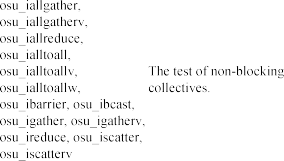 osu_iallgather,
osu_iallgatherv,
osu_iallreduce,
osu_ialltoall,
osu_ialltoallv,
osu_ialltoallw,
osu_ibarrier, osu_ibcast,
osu_igather, osu_igatherv,
osu_ireduce, osu_iscatter,
osu_iscatterv
The test of non-blocking
collectives.